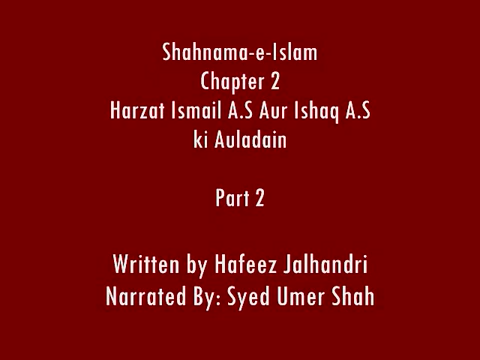 Shahnama-e-Islam
Chapter 2
Harzat Ismail A.S Aur Ishaq A.S
ki Auladain
Part 2
Written by Hafeez Jalhandri
Narrated By: Syed Umer Shah